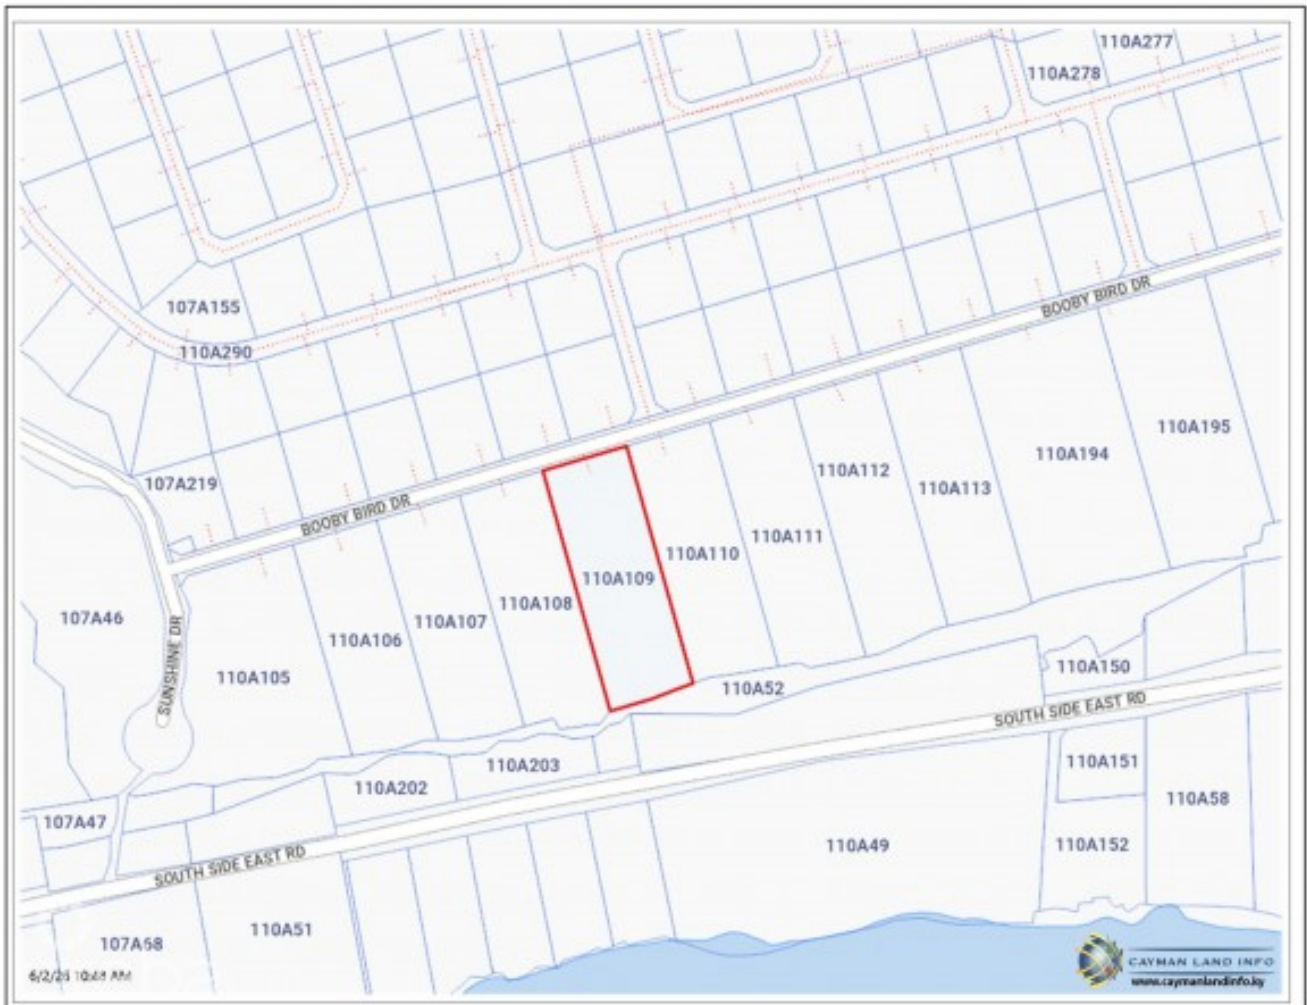 110A277
110A278
107A155
110A290
BOOBY BIRD DR
110A195
110A194
110A112
107A219
110A113
BOOBY BIRD DR
110A111
110A110
110A109
110A108
107A46
110A107
110A106
SUNSHINE DR
110A105
110A150
110A52
SOUTH SIDE EAST RD
110A203
110A151
110A202
110A58
107A47
110A49
110A152
SOUTH SIDE EAST RD
110A51
107A68
CAYMAN LAND INFO
www.caymanlandinfo.ky
AM